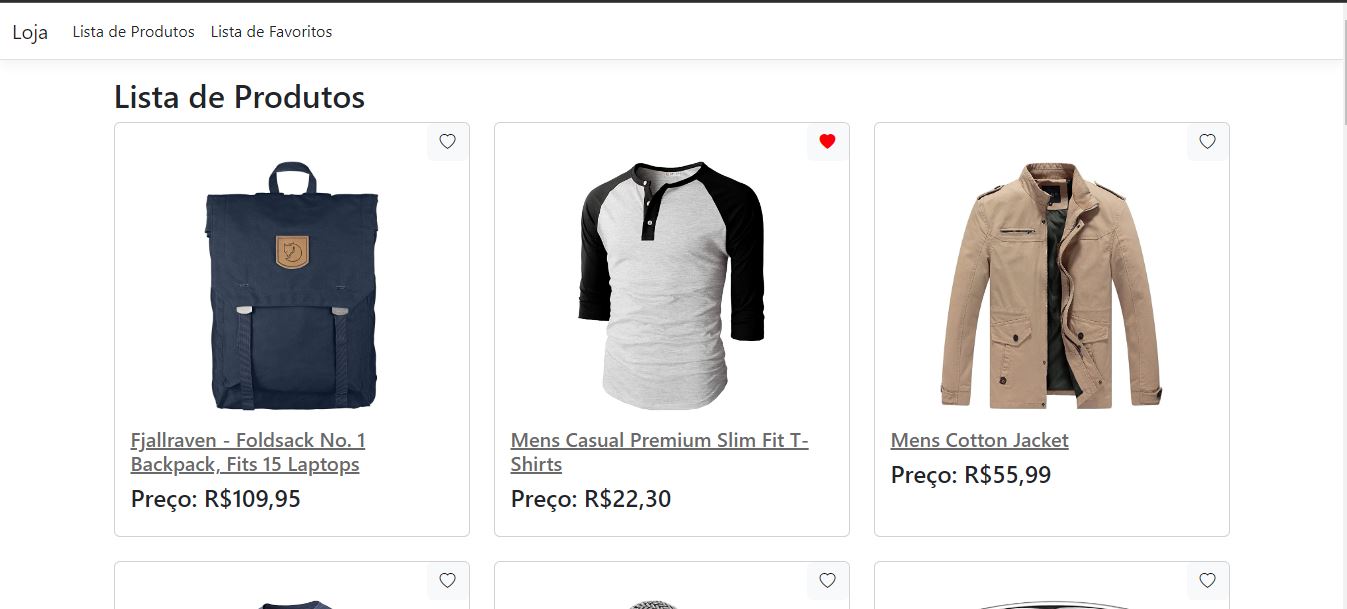 Loja
Lista de Produtos
Lista de Favoritos
Lista de Produtos
Fjallraven - Foldsack No. 1
Backpack, Fits 15 Laptops
Preço: R$109,95
Mens Casual Premium Slim Fit T-
Shirts
Preço: R$22,30
Mens Cotton Jacket
Preço: R$55,99